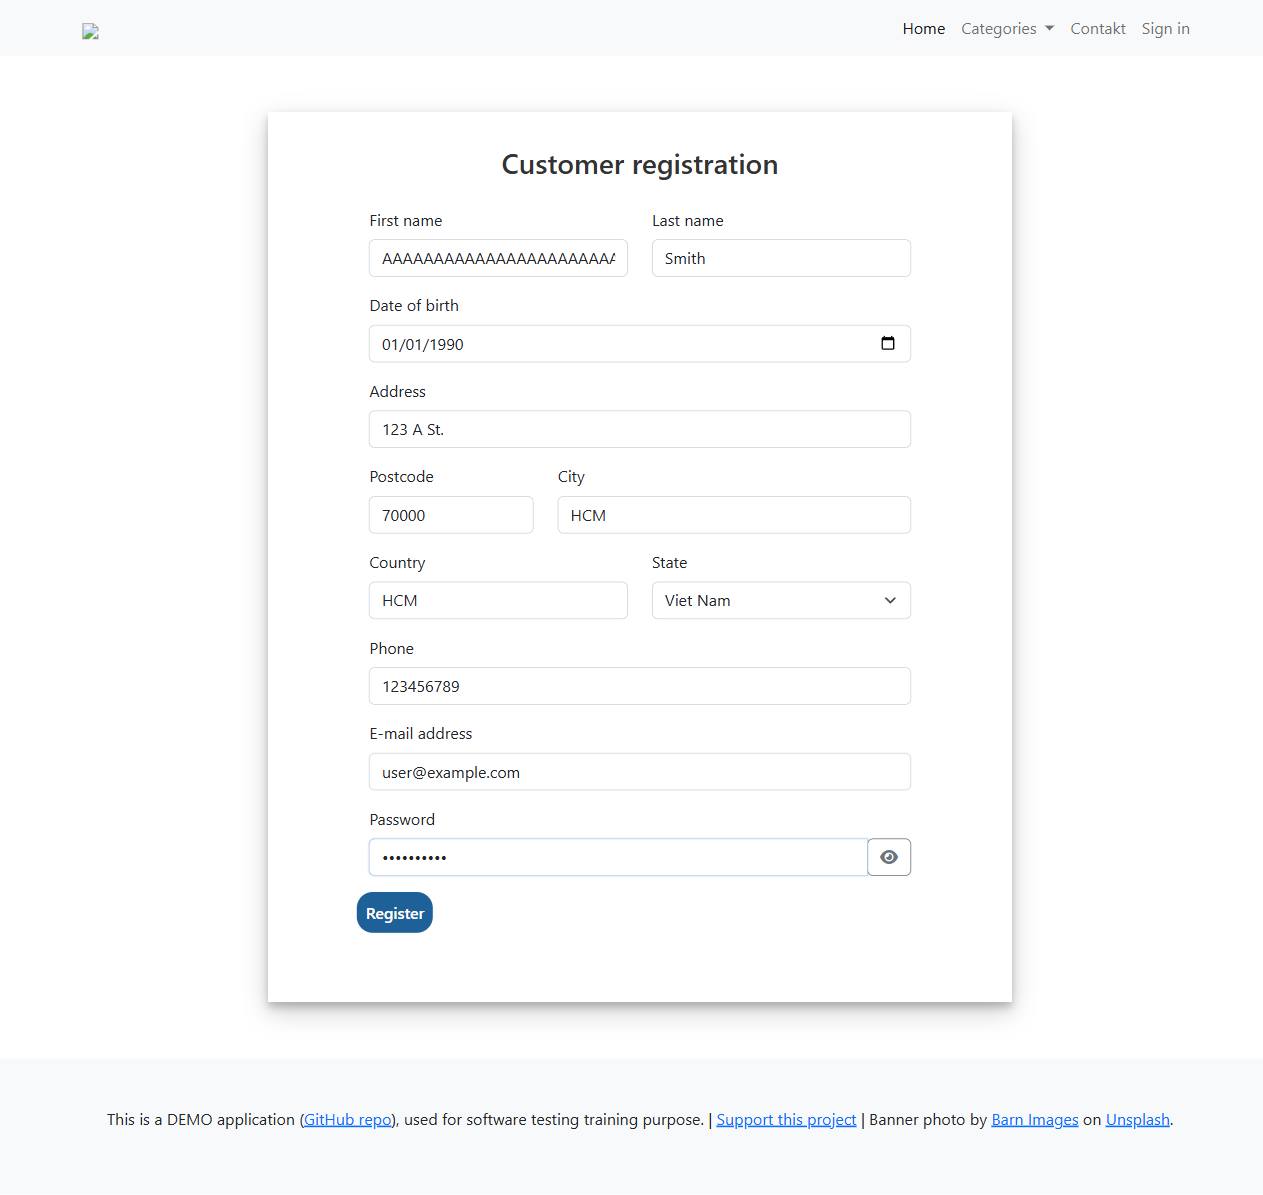 Home Categories Contakt Sign in
Customer registration
First name Last name
AAAAAAAAAAAAAAAAAAAAAAA Smith
Date of birth
01/01/1990
Address
123 A St.
Postcode City
70000 HCM
Country State
HCM Viet Nam
Phone
123456789
E-mail address
user@example.com
Password
••••••••••
Register
This is a DEMO application (GitHub repo), used for software testing training purpose. | Support this project | Banner photo by Barn Images on Unsplash.